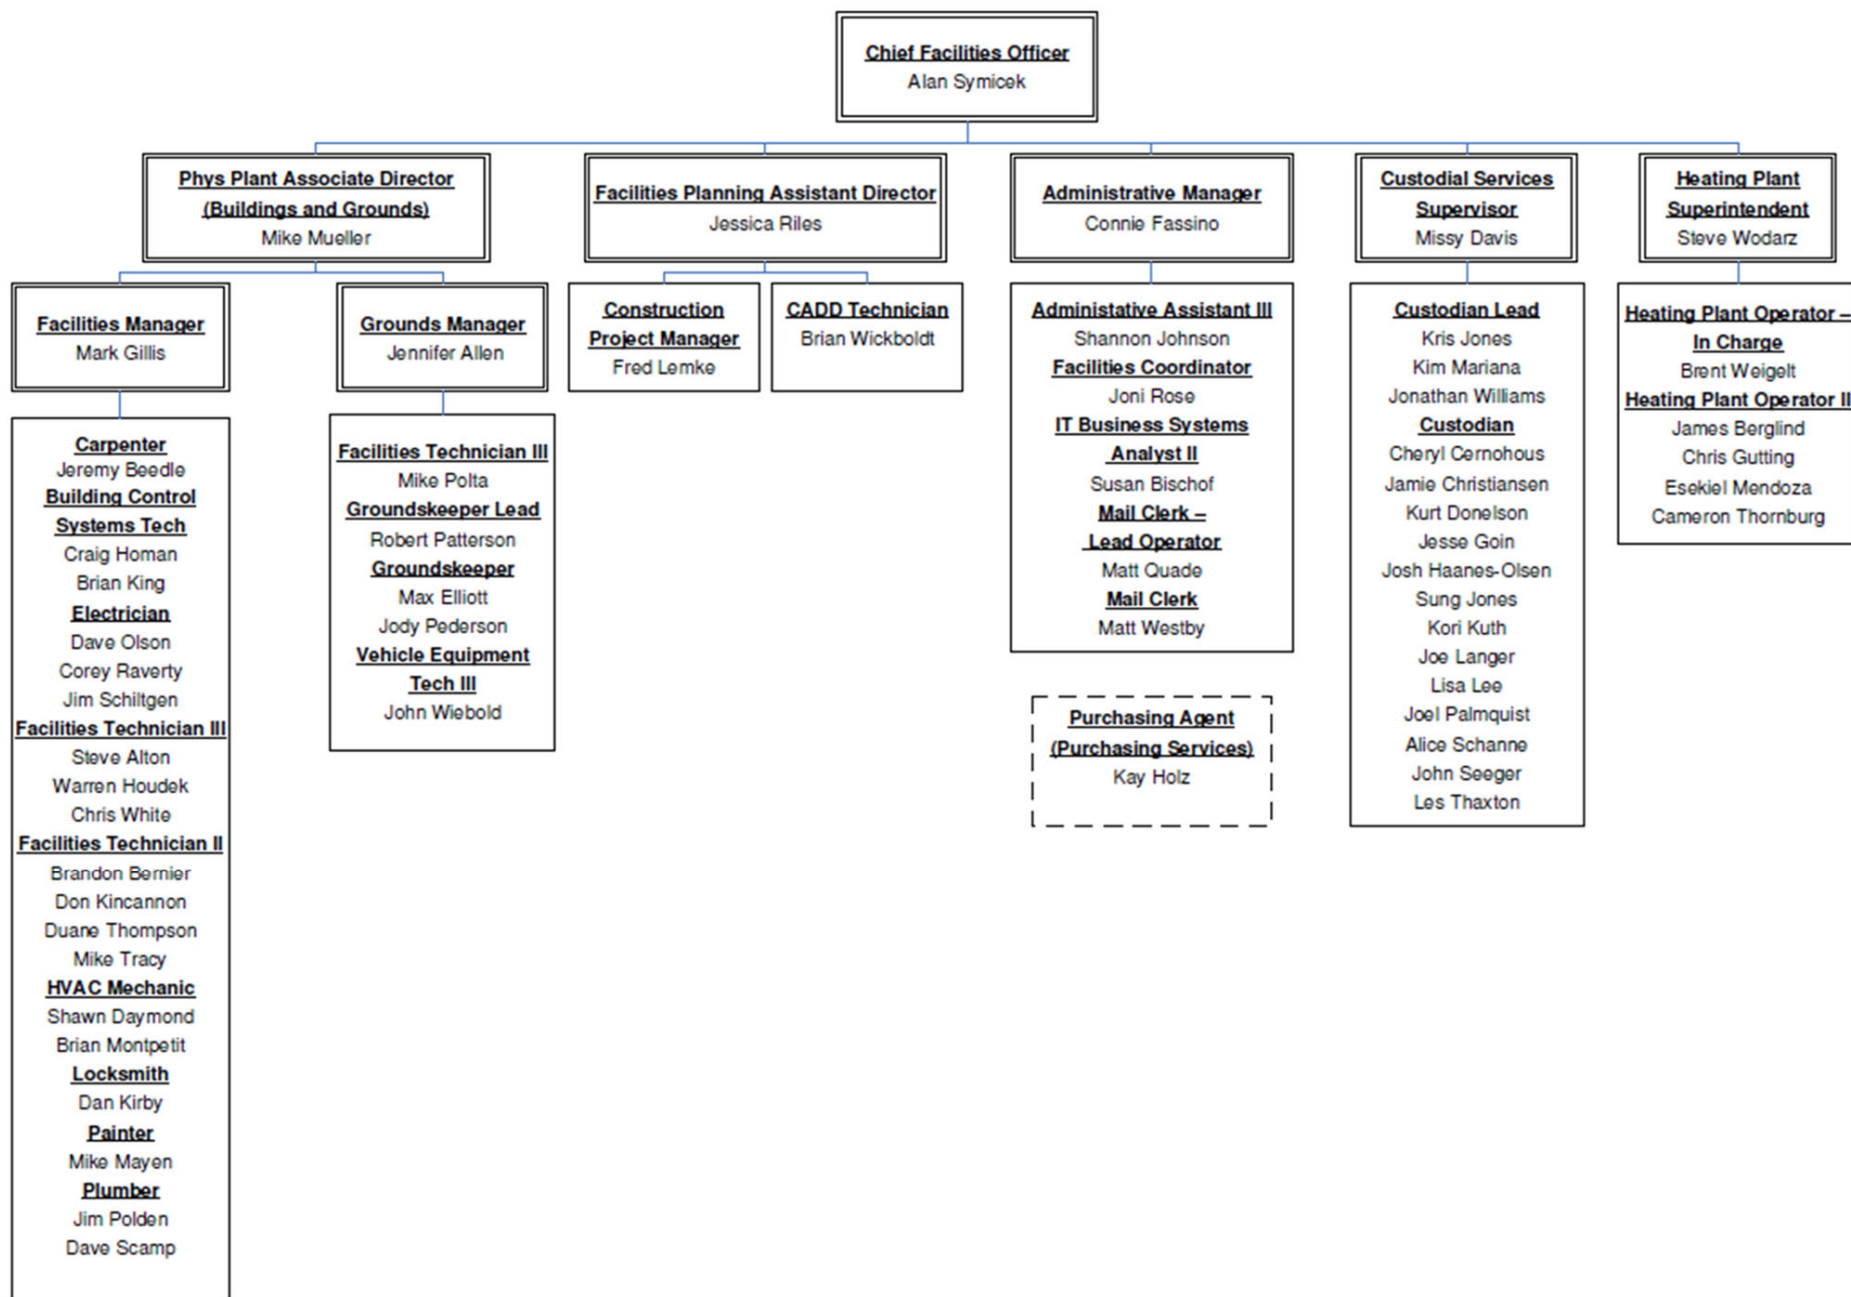 Chief Facilities Officer
Alan Symicek
Phys Plant Associate Director
(Buildings and Grounds)
Mike Mueller
Facilities Planning Assistant Director
Jessica Riles
Administrative Manager
Connie Fassino
Custodial Services
Supervisor
Missy Davis
Heating Plant
Superintendent
Steve Wodarz
Facilities Manager
Mark Gillis
Grounds Manager
Jennifer Allen
Construction
Project Manager
Fred Lemke
CADD Technician
Brian Wickboldt
Administative Assistant III
Shannon Johnson
Facilities Coordinator
Joni Rose
IT Business Systems
Analyst II
Susan Bischof
Mail Clerk –
Lead Operator
Matt Quade
Mail Clerk
Matt Westby
Purchasing Agent
(Purchasing Services)
Kay Holz
Custodian Lead
Kris Jones
Kim Mariana
Jonathan Williams
Custodian
Cheryl Cernohous
Jamie Christiansen
Kurt Donelson
Jesse Goin
Josh Haanes-Olsen
Sung Jones
Kori Kuth
Joe Langer
Lisa Lee
Joel Palmquist
Alice Schanne
John Seeger
Les Thaxton
Heating Plant Operator –
In Charge
Brent Weigelt
Heating Plant Operator II
James Berglind
Chris Gutting
Esekiel Mendoza
Cameron Thornburg
Carpenter
Jeremy Beedle
Building Control
Systems Tech
Craig Homan
Brian King
Electrician
Dave Olson
Corey Raverty
Jim Schiltgen
Facilities Technician III
Steve Alton
Warren Houdek
Chris White
Facilities Technician II
Brandon Bernier
Don Kincannon
Duane Thompson
Mike Tracy
HVAC Mechanic
Shawn Daymond
Brian Montpetit
Locksmith
Dan Kirby
Painter
Mike Mayen
Plumber
Jim Polden
Dave Scamp
Facilities Technician III
Mike Polta
Groundskeeper Lead
Robert Patterson
Groundskeeper
Max Elliott
Jody Pederson
Vehicle Equipment
Tech III
John Wiebold